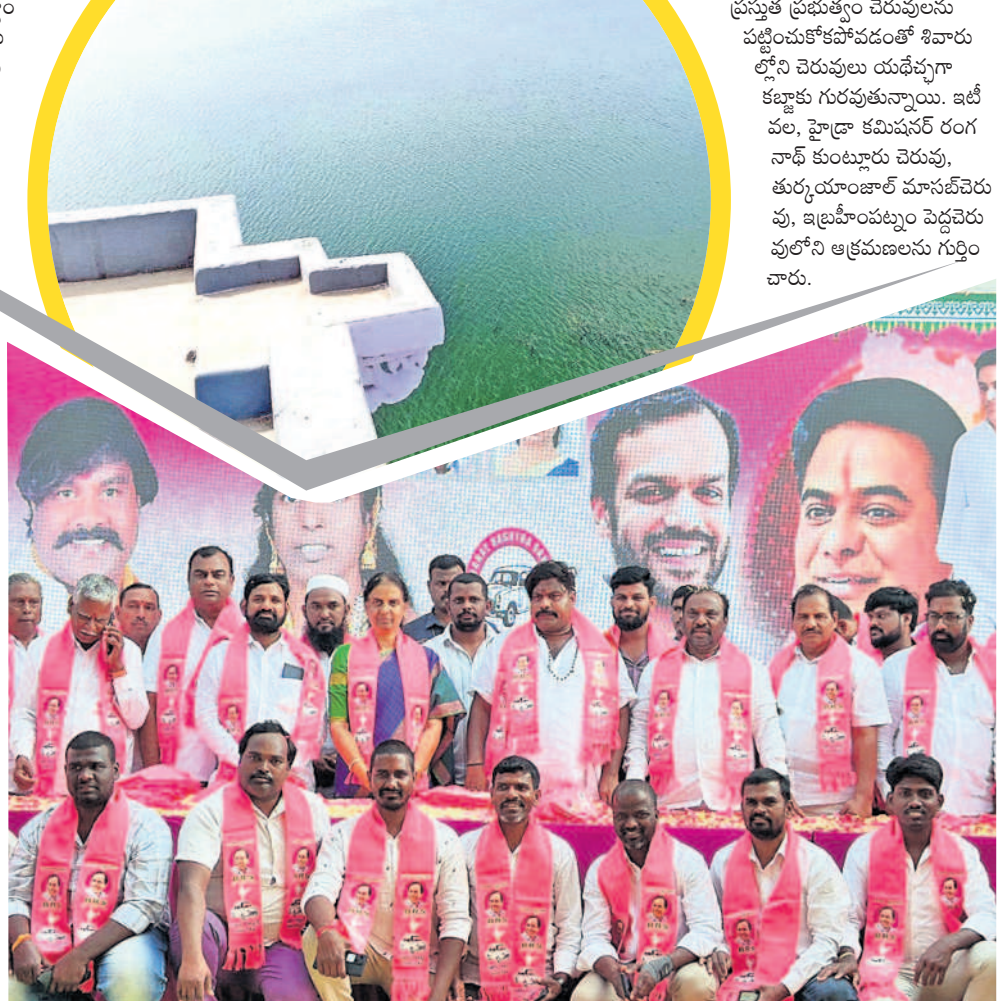 ప్రస్తుత ప్రభుత్వం చెరువులను
పట్టించుకోకపోవడంతో శివారు
ల్లోని చెరువులు యథేచ్ఛగా
కబ్జాకు గురవుతున్నాయి. ఇటీ
వల, హైడ్రా కమిషనర్ రంగ
నాథ్ కుంట్లూరు చెరువు,
తుర్కయాంజాల్ మాసబ్‌చెరు
వు, ఇబ్రహీంపట్నం పెద్దచెరు
వులోని ఆక్రమణలను గుర్తిం
చారు.